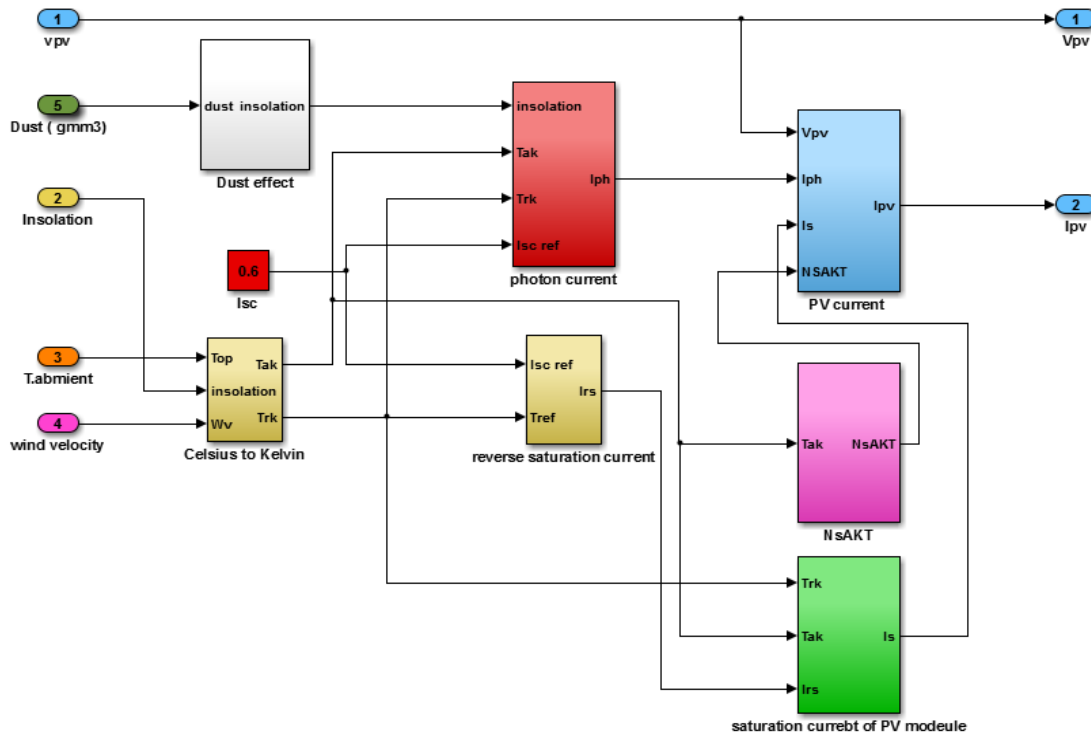 1
vpv
1
Vpv
5
Dust ( gmm3)
dust insolation
Dust effect
insolation
Tak
Trk
Isc ref
Iph
photon current
Vpv
Iph
Is
NSAKT
Ipv
PV current
2
Ipv
2
Insolation
0.6
Isc
3
T.abmient
4
wind velocity
Top
insolation
Wv
Tak
Trk
Celsius to Kelvin
Isc ref
Tref
Irs
reverse saturation current
Tak
NsAKT
NsAKT
Trk
Tak
Irs
Is
saturation currebt of PV modeule